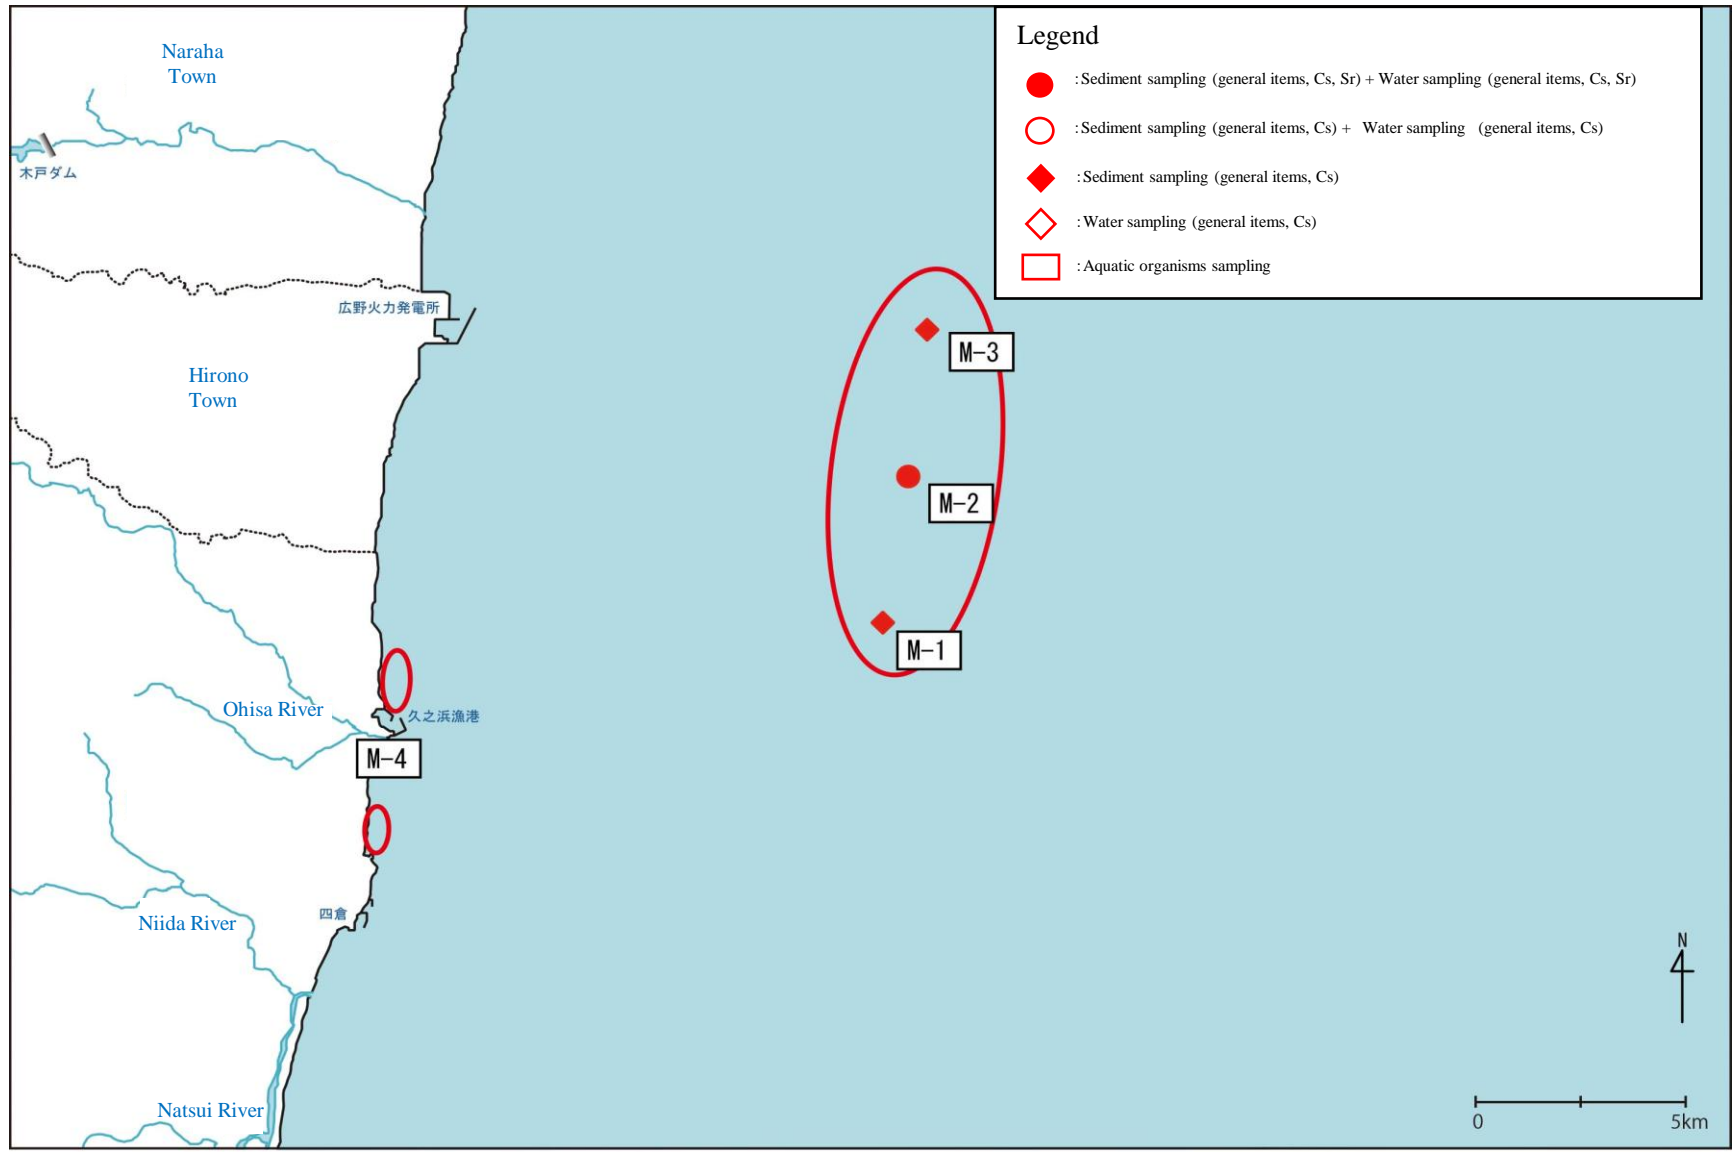 Naraha
Town
木戸ダム
広野火力発電所
Hirono
Town
Ohisa River
久之浜漁港
M-4
Niida River
四倉
Natsui River
M-3
M-2
M-1
Legend
:Sediment sampling (general items, Cs, Sr) + Water sampling (general items, Cs, Sr)
:Sediment sampling (general items, Cs) + Water sampling (general items, Cs)
:Sediment sampling (general items, Cs)
:Water sampling (general items, Cs)
:Aquatic organisms sampling
N
0 5km